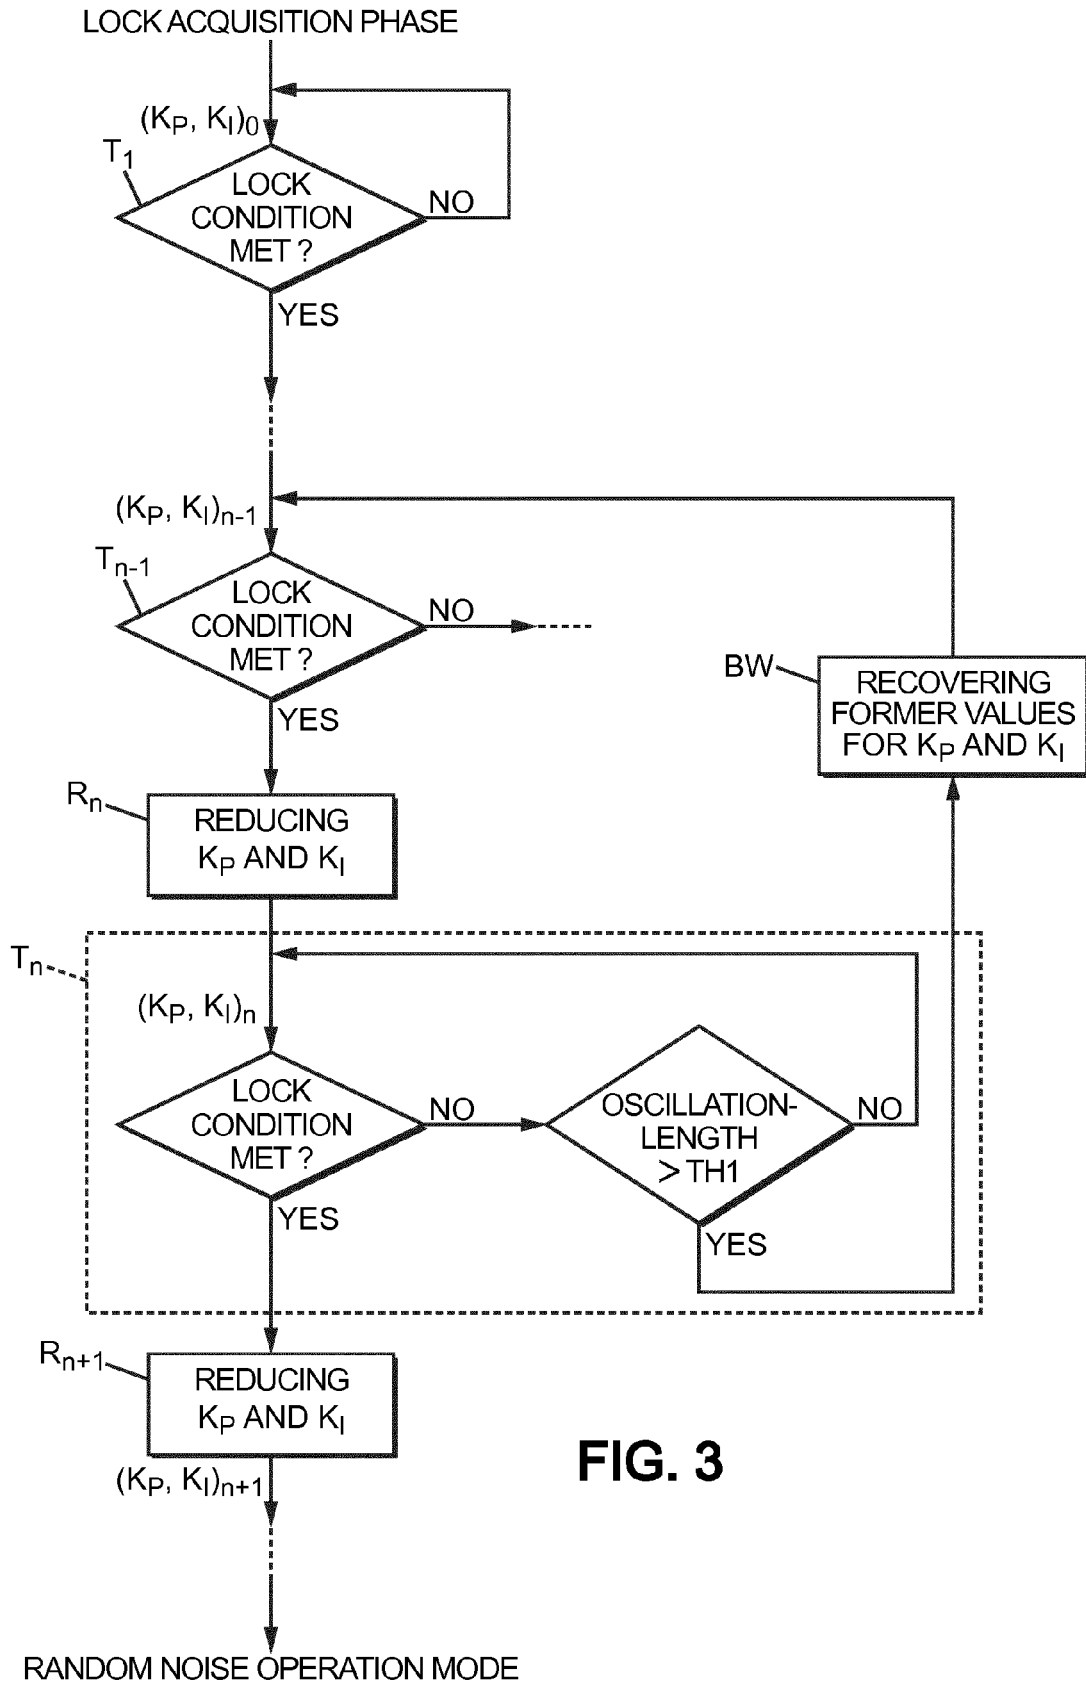 LOCK ACQUISITION PHASE
(KP, KI)0
T1
LOCK
CONDITION
MET ?
NO
YES
(KP, KI)n-1
Tn-1
LOCK
CONDITION
MET ?
NO
YES
BW
RECOVERING
FORMER VALUES
FOR KP AND KI
Rn
REDUCING
KP AND KI
Tn
(KP, KI)n
LOCK
CONDITION
MET ?
NO
YES
OSCILLATION-
LENGTH
> TH1
NO
YES
Rn+1
REDUCING
KP AND KI
(KP, KI)n+1
FIG. 3
RANDOM NOISE OPERATION MODE